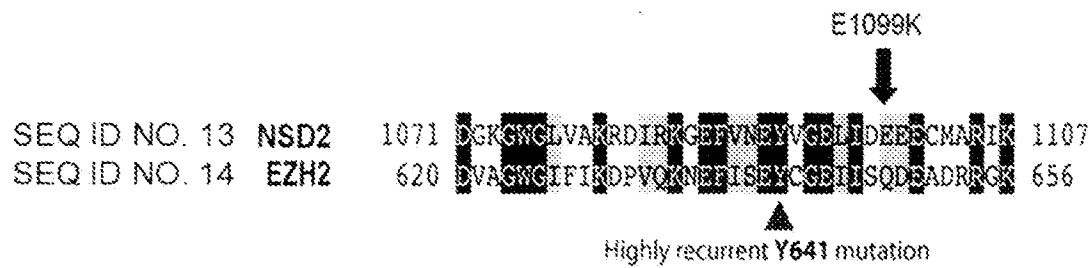 E1099K
SEQ ID NO. 13 NSD2 1071 DGKGWGLVAKRDIRKGEFVNEYVGELIDEEECMARIK 1107
SEQ ID NO. 14 EZH2 620 DVAGWGIFIKDPVQKNEFISEYCGEIISQDEADRRGK 656
Highly recurrent Y641 mutation